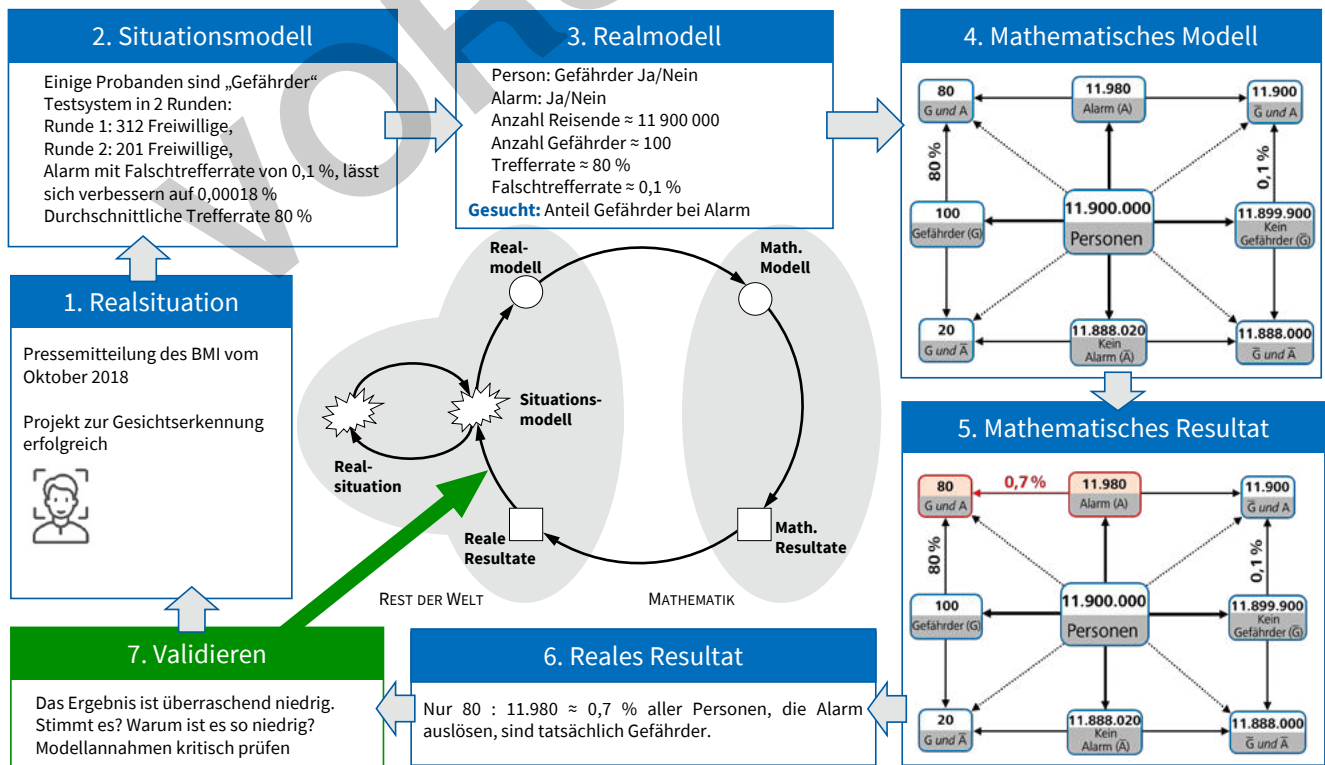 2. Situationsmodell
Einige Probanden sind „Gefährder“
Testsystem in 2 Runden:
Runde 1: 312 Freiwillige,
Runde 2: 201 Freiwillige,
Alarm mit Falschtrefferrate von 0,1 %, lässt
sich verbessern auf 0,00018 %
Durchschnittliche Trefferrate 80 %
3. Realmodell
Person: Gefährder Ja/Nein
Alarm: Ja/Nein
Anzahl Reisende ≈ 11 900 000
Anzahl Gefährder ≈ 100
Trefferrate ≈ 80 %
Falschtrefferrate ≈ 0,1 %
Gesucht: Anteil Gefährder bei Alarm
4. Mathematisches Modell
80
G und A
11.980
Alarm (A)
11.900
G̅ und A
80 %
0,1 %
100
Gefährder (G)
11.900.000
Personen
11.899.900
Kein
Gefährder (G̅)
20
G und A̅
11.888.020
Kein
Alarm (A̅)
11.888.000
G̅ und A̅
1. Realsituation
Pressemitteilung des BMI vom
Oktober 2018
Projekt zur Gesichtserkennung
erfolgreich
Real-
modell
Math.
Modell
Situations-
modell
Real-
situation
Reale
Resultate
Math.
Resultate
REST DER WELT
MATHEMATIK
5. Mathematisches Resultat
80
G und A
0,7 %
11.980
Alarm (A)
11.900
G̅ und A
80 %
0,1 %
100
Gefährder (G)
11.900.000
Personen
11.899.900
Kein
Gefährder (G̅)
20
G und A̅
11.888.020
Kein
Alarm (A̅)
11.888.000
G̅ und A̅
6. Reales Resultat
Nur 80 : 11.980 ≈ 0,7 % aller Personen, die Alarm
auslösen, sind tatsächlich Gefährder.
7. Validieren
Das Ergebnis ist überraschend niedrig.
Stimmt es? Warum ist es so niedrig?
Modellannahmen kritisch prüfen